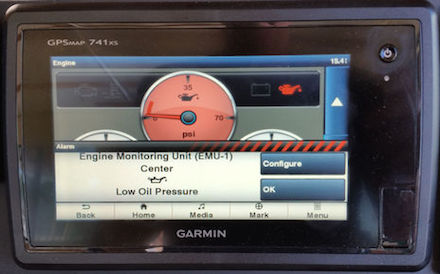 GPSMAP 741xs
Engine
35
0
70
psi
Alarm
Engine Monitoring Unit (EMU-1)
Center
Low Oil Pressure
Configure
OK
Back
Home
Media
Mark
Menu
GARMIN